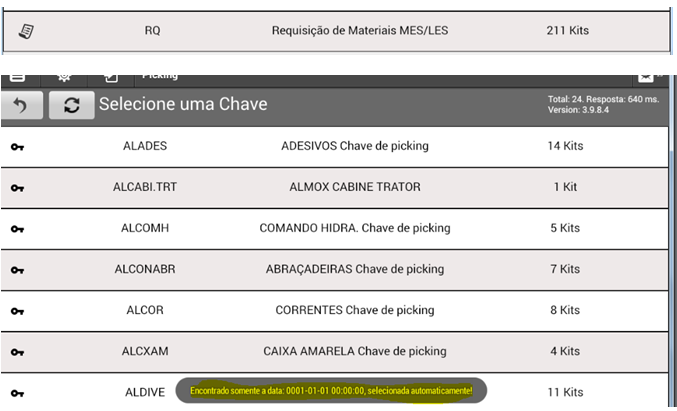 RQ Requisição de Materiais MES/LES 211 Kits
Picking
Selecione uma Chave
Total: 24. Resposta: 640 ms.
Version: 3.9.8.4
ALADES ADESIVOS Chave de picking 14 Kits
ALCABI.TRT ALMOX CABINE TRATOR 1 Kit
ALCOMH COMANDO HIDRA. Chave de picking 5 Kits
ALCONABR ABRAÇADEIRAS Chave de picking 7 Kits
ALCOR CORRENTES Chave de picking 8 Kits
ALCXAM CAIXA AMARELA Chave de picking 4 Kits
ALDIVE 11 Kits
Encontrado somente a data: 0001-01-01 00:00:00, selecionada automaticamente!